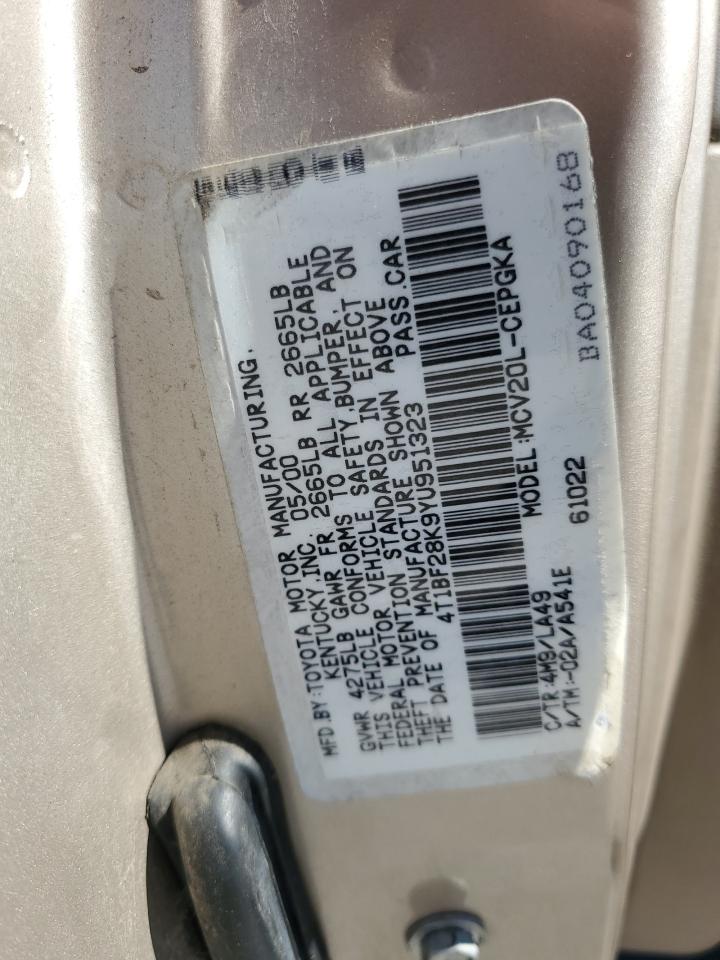 MFD.BY:TOYOTA MOTOR MANUFACTURING,
KENTUCKY,INC. 05/00
GVWR 4275LB GAWR FR 2665LB RR 2665LB
THIS VEHICLE CONFORMS TO ALL APPLICABLE
FEDERAL MOTOR VEHICLE SAFETY,BUMPER, AND
THEFT PREVENTION STANDARDS IN EFFECT ON
THE DATE OF MANUFACTURE SHOWN ABOVE
4T1BF28K9YU951323 PASS.CAR
MODEL:MCV20L-CEPGKA
C/TR:4M9/LA49
A/TM:-02A/A541E 61022
BA04090168